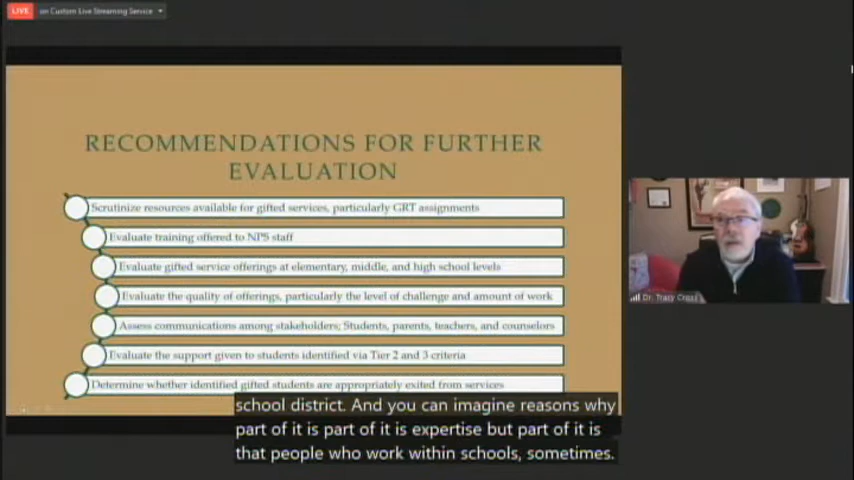 LIVE on Custom Live Streaming Service
RECOMMENDATIONS FOR FURTHER
EVALUATION
Scrutinize resources available for gifted services, particularly GRT assignments
Evaluate training offered to NPS staff
Evaluate gifted service offerings at elementary, middle, and high school levels
Evaluate the quality of offerings, particularly the level of challenge and amount of work
Assess communications among stakeholders; Students, parents, teachers, and counselors
Evaluate the support given to students identified via Tier 2 and 3 criteria
Determine whether identified gifted students are appropriately exited from services
Dr. Tracy Cross
school district. And you can imagine reasons why
part of it is part of it is expertise but part of it is
that people who work within schools, sometimes.